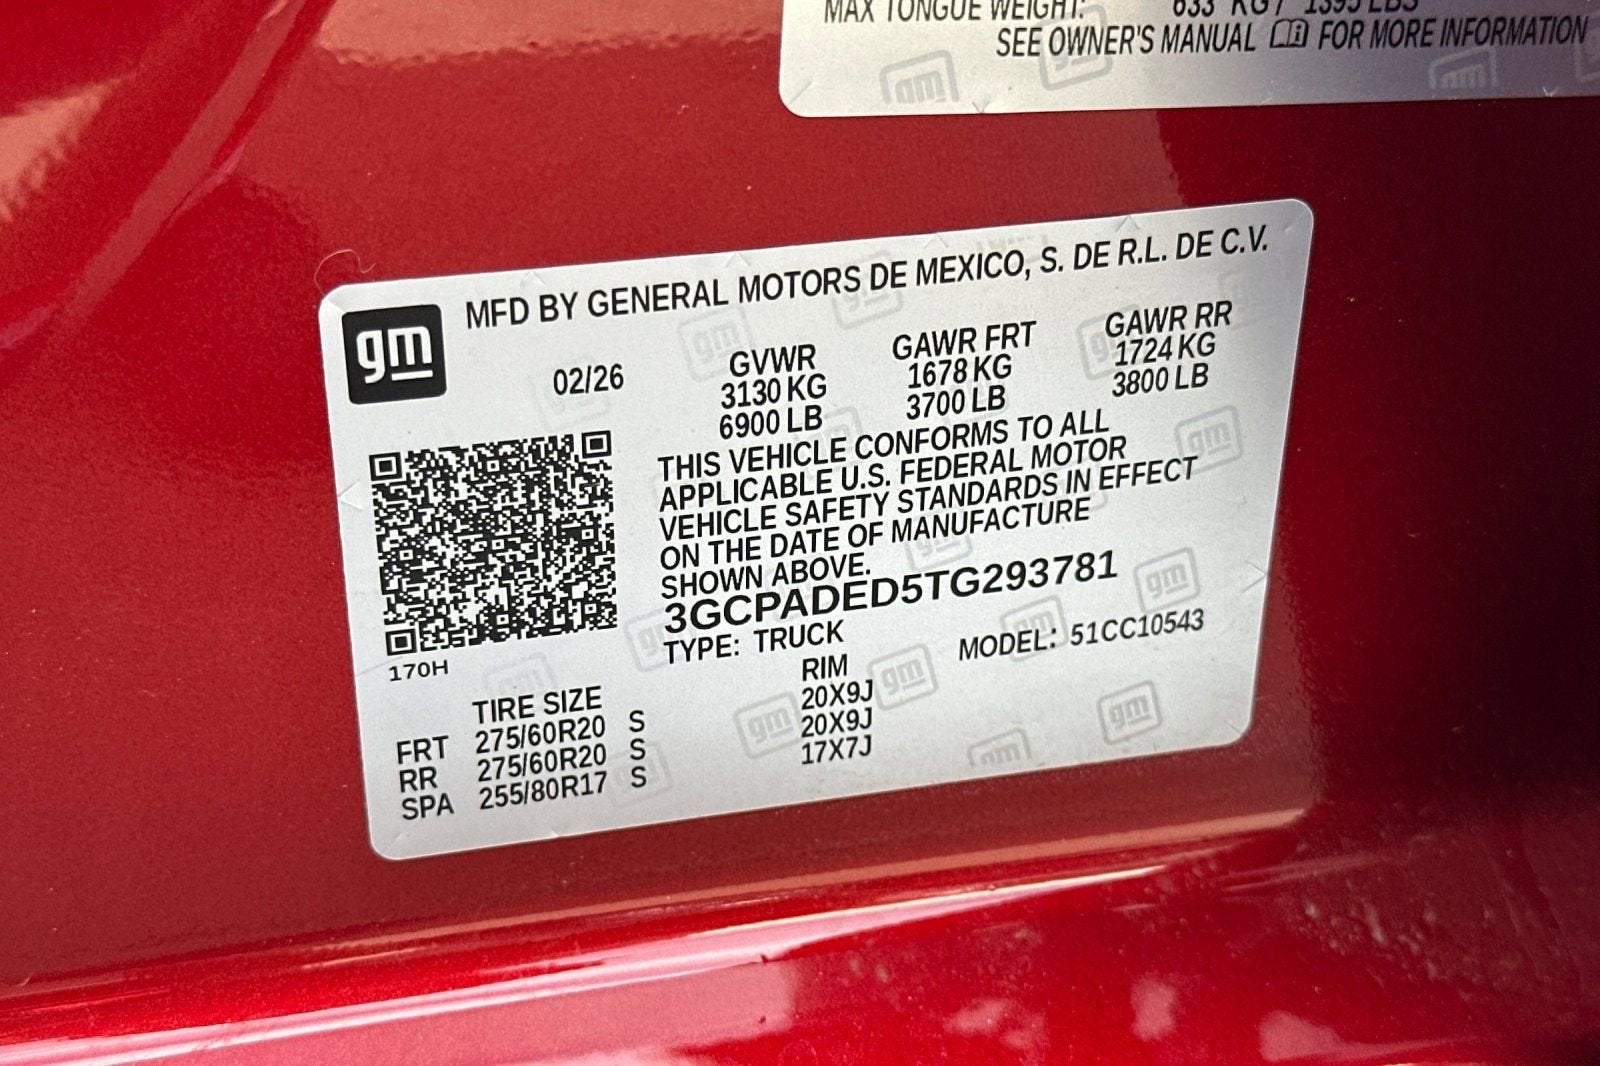 MAX TONGUE WEIGHT: 633 KG / 1395 LBS
SEE OWNER'S MANUAL FOR MORE INFORMATION
gm
MFD BY GENERAL MOTORS DE MEXICO, S. DE R.L. DE C.V.
02/26
GVWR GAWR FRT GAWR RR
3130 KG 1678 KG 1724 KG
6900 LB 3700 LB 3800 LB
THIS VEHICLE CONFORMS TO ALL
APPLICABLE U.S. FEDERAL MOTOR
VEHICLE SAFETY STANDARDS IN EFFECT
ON THE DATE OF MANUFACTURE
SHOWN ABOVE.
3GCPADED5TG293781
TYPE: TRUCK MODEL: 51CC10543
170H
TIRE SIZE RIM
FRT 275/60R20 S 20X9J
RR 275/60R20 S 20X9J
SPA 255/80R17 S 17X7J